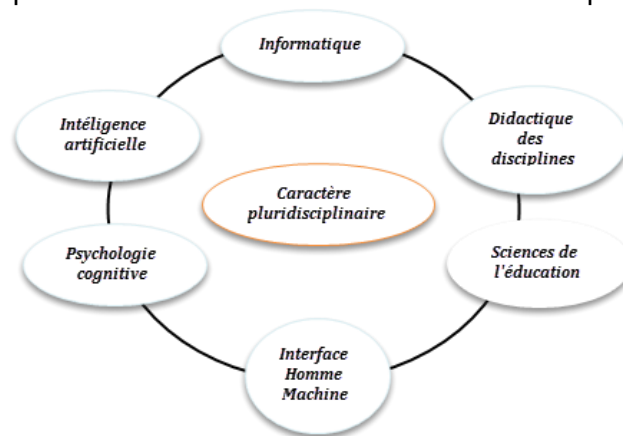 Informatique
Intéligence
artificielle
Didactique
des
disciplines
Caractère
pluridisciplinaire
Psychologie
cognitive
Sciences de
l'éducation
Interface
Homme
Machine